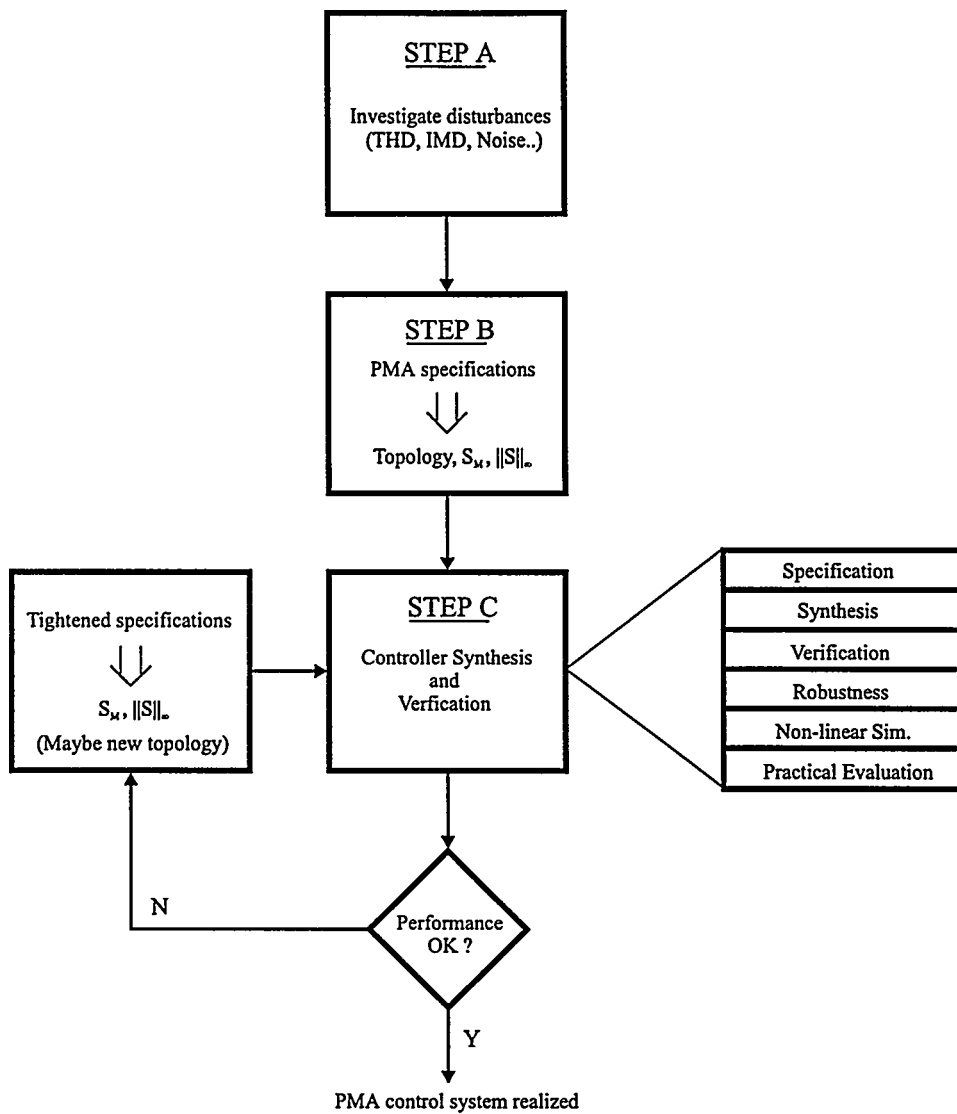 STEP A
Investigate disturbances
(THD, IMD, Noise..)
STEP B
PMA specifications
Topology, S_M, ||S||_∞
Tightened specifications
S_M, ||S||_∞
(Maybe new topology)
STEP C
Controller Synthesis
and
Verfication
Specification
Synthesis
Verification
Robustness
Non-linear Sim.
Practical Evaluation
N
Performance
OK ?
Y
PMA control system realized